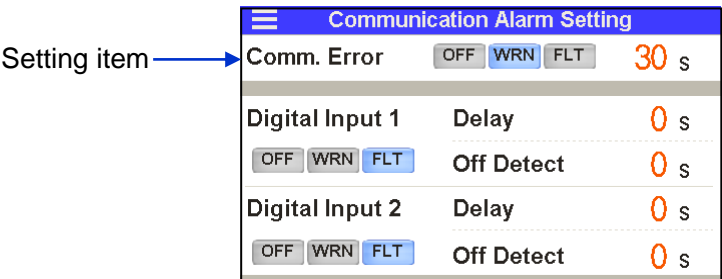 Communication Alarm Setting
Setting item
Comm. Error OFF WRN FLT 30 s
Digital Input 1 Delay 0 s
OFF WRN FLT Off Detect 0 s
Digital Input 2 Delay 0 s
OFF WRN FLT Off Detect 0 s